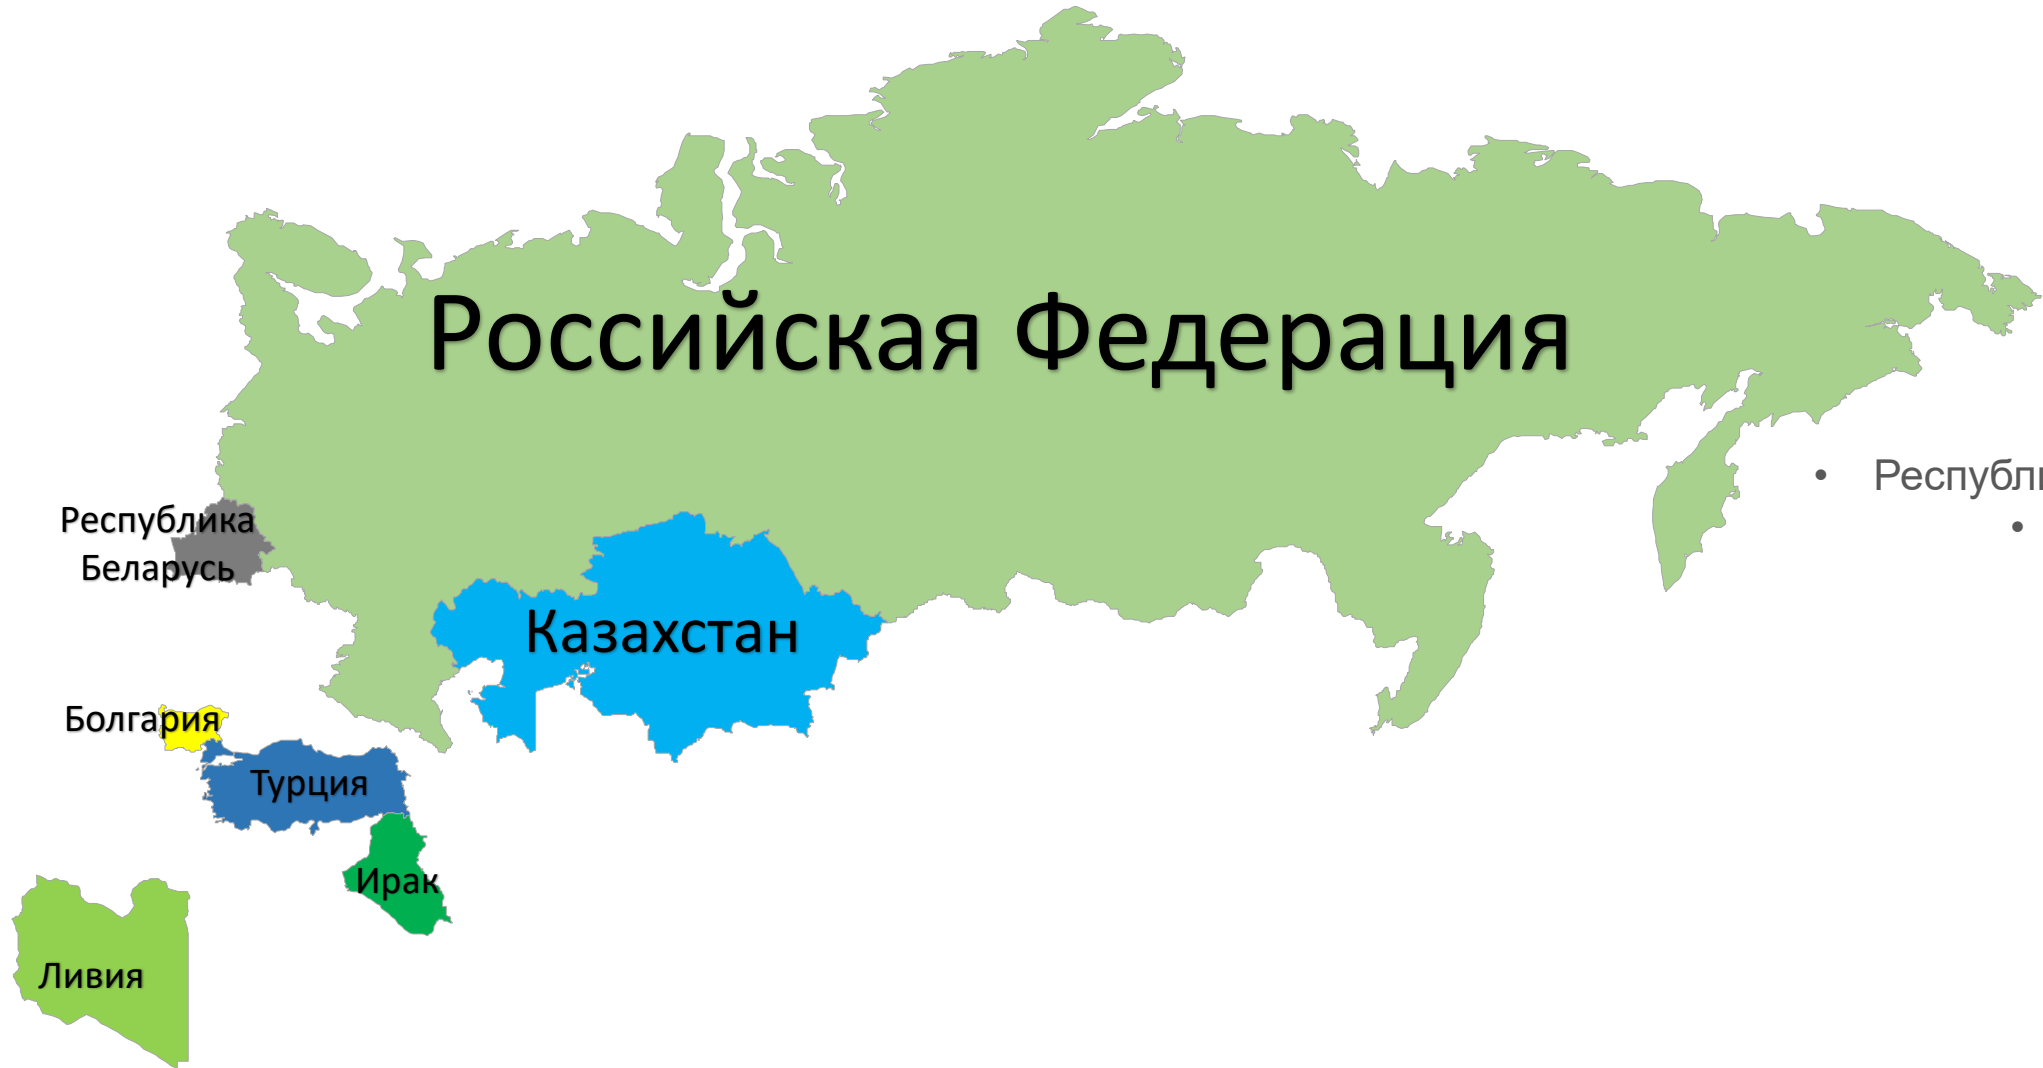 Российская Федерация
Республика
Беларусь
Казахстан
Болгария
Турция
Ирак
Ливия